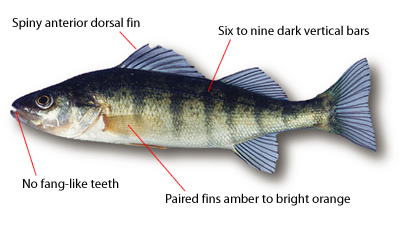 Spiny anterior dorsal fin
Six to nine dark vertical bars
No fang-like teeth
Paired fins amber to bright orange